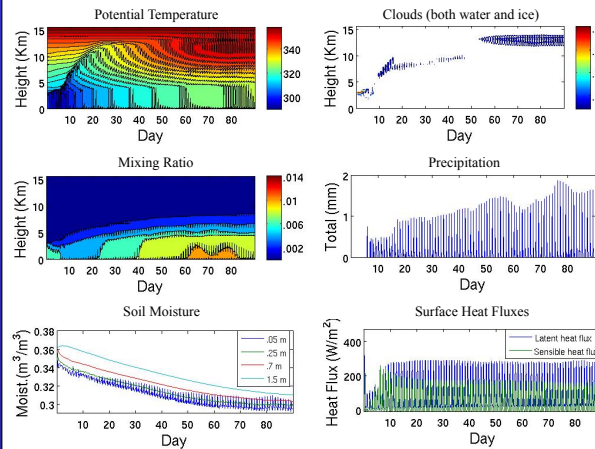 Potential Temperature
Height (Km)
15
10
5
0
10 20 30 40 50 60 70 80
Day
340
320
300
290
Clouds (both water and ice)
Height (Km)
15
10
5
0
10 20 30 40 50 60 70 80
Day
Mixing Ratio
Height (Km)
15
10
5
0
10 20 30 40 50 60 70 80
Day
.014
.01
.006
.002
Precipitation
Total (mm)
2
1
0
10 20 30 40 50 60 70 80
Day
Soil Moisture
Moist.(m³/m³)
0.38
0.36
0.34
0.32
0.3
10 20 30 40 50 60 70 80
Day
.05 m
.25 m
.7 m
1.5 m
Surface Heat Fluxes
Heat Flux (W/m²)
400
200
0
10 20 30 40 50 60 70 80
Day
Latent heat flux
Sensible heat flu